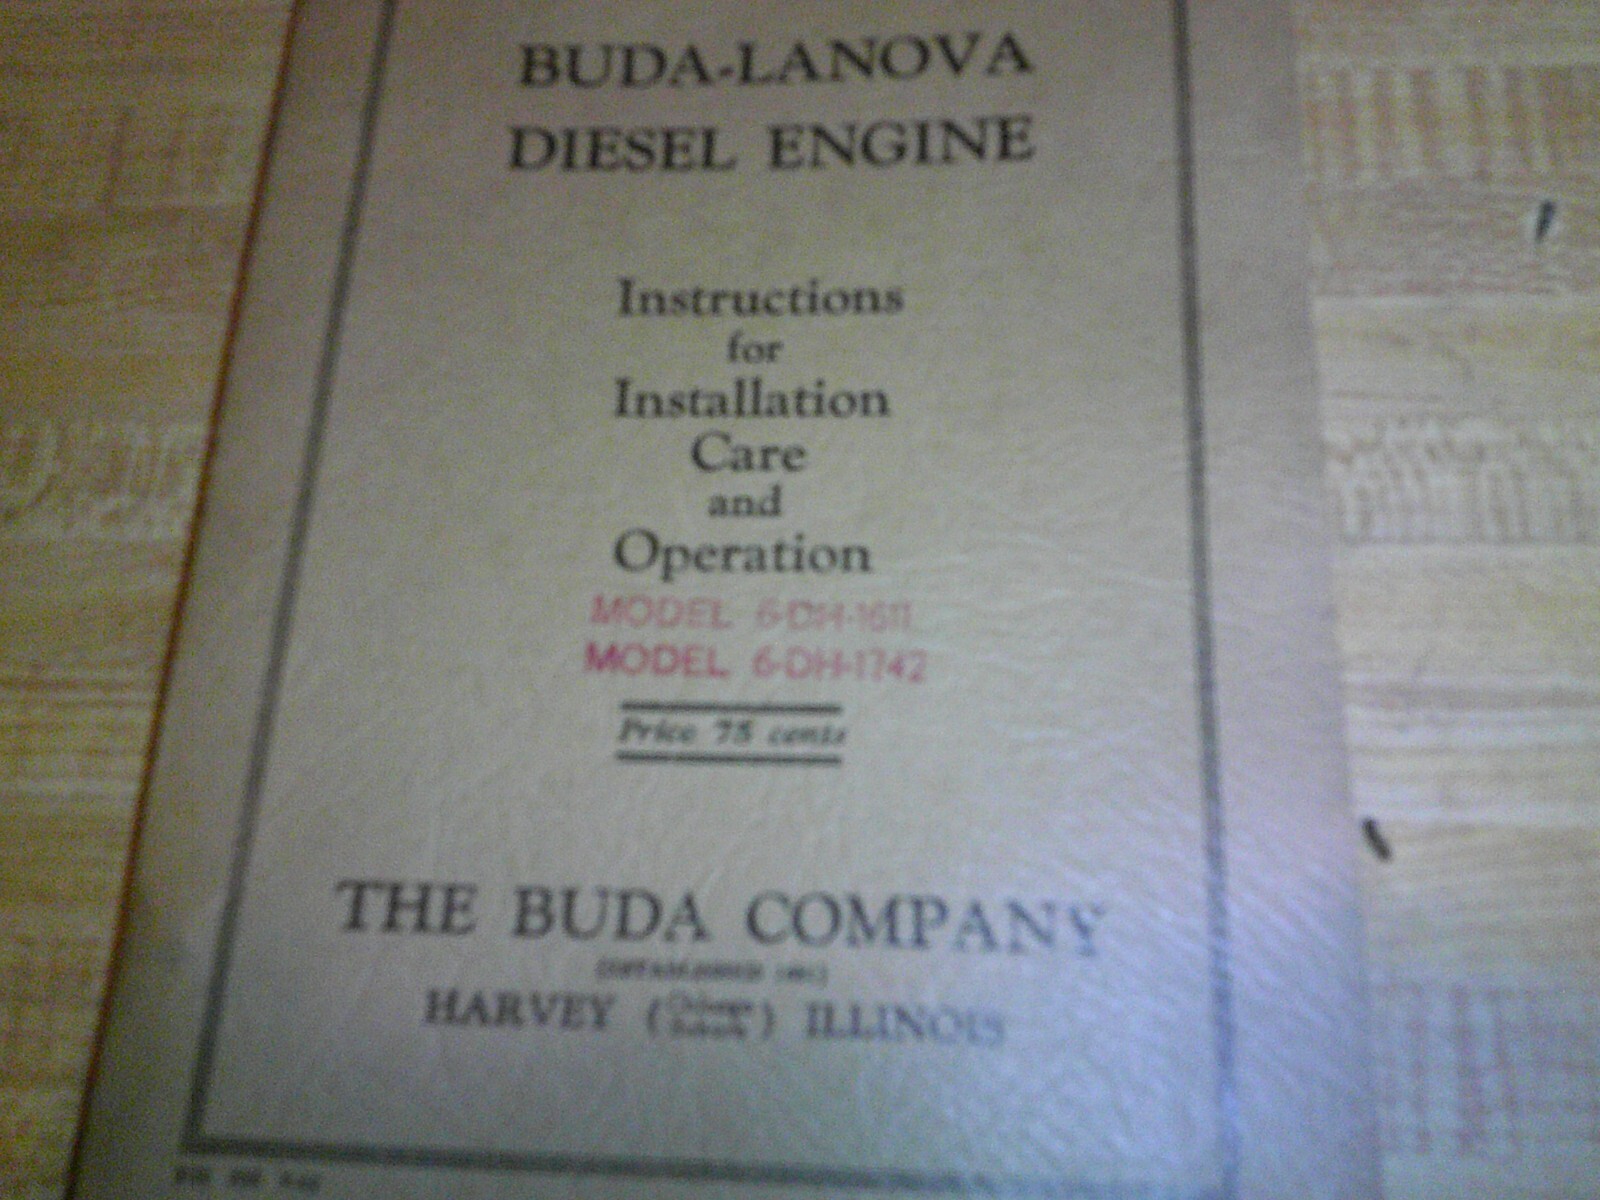 BUDA-LANOVA
DIESEL ENGINE
Instructions
for
Installation
Care
and
Operation
MODEL 6-DH-1611
MODEL 6-DH-1742
Price 75 cents
THE BUDA COMPANY
HARVEY ( ) ILLINOIS